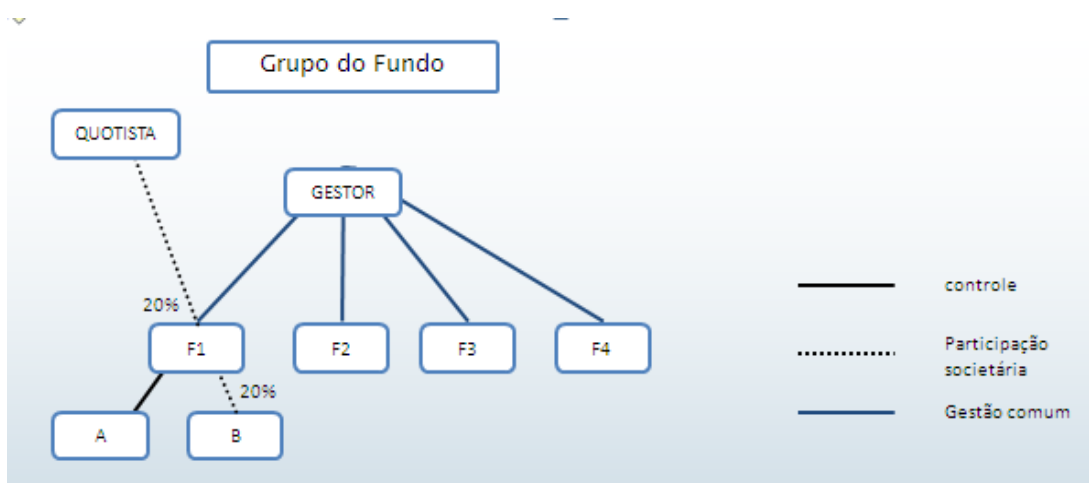 Grupo do Fundo
QUOTISTA
GESTOR
20%
F1
F2
F3
F4
20%
A
B
controle
Participação
societária
Gestão comum